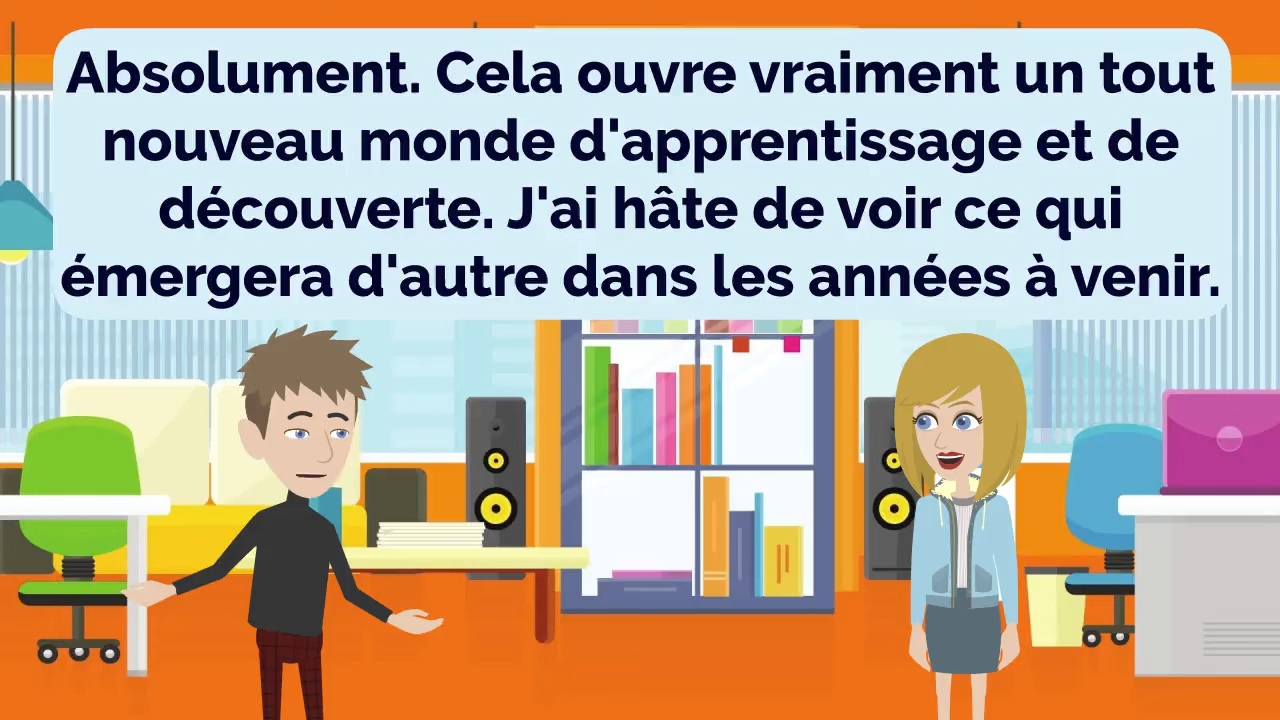 Absolument. Cela ouvre vraiment un tout
nouveau monde d'apprentissage et de
découverte. J'ai hâte de voir ce qui
émergera d'autre dans les années à venir.